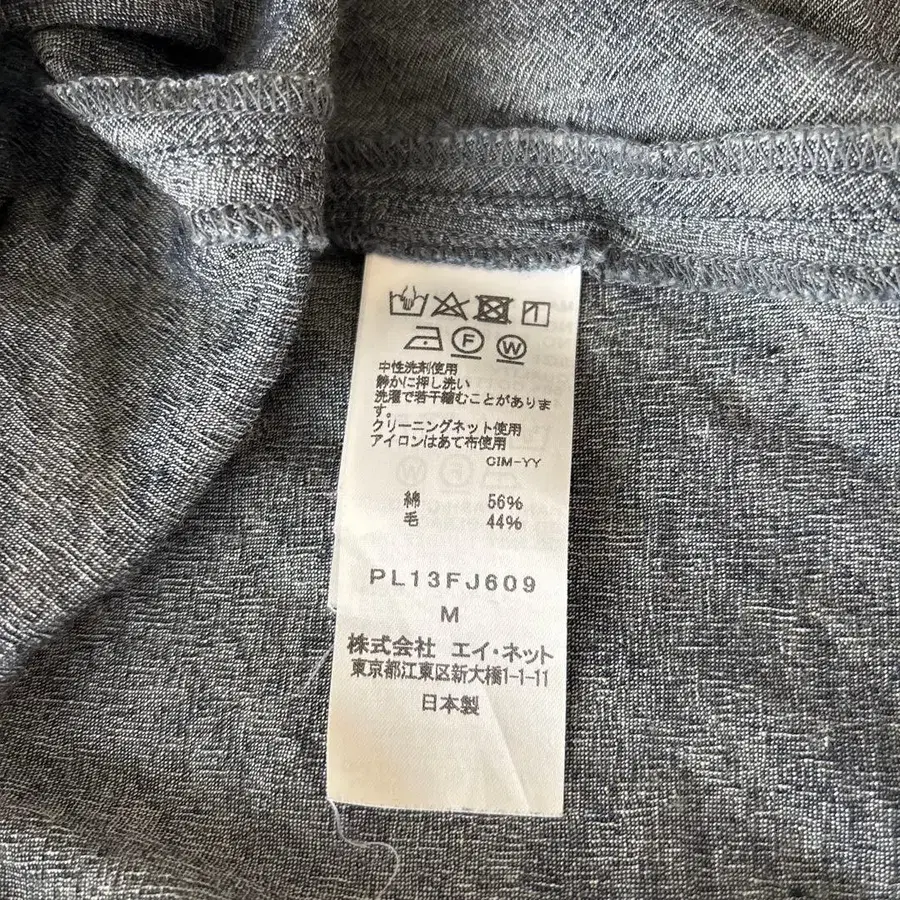 F W
中性洗剤使用
静かに押し洗い
洗濯で若干縮むことがありま
す。
クリーニングネット使用
アイロンはあて布使用
CIM-YY
綿 56%
毛 44%
PL13FJ609
M
株式会社 エイ・ネット
東京都江東区新大橋1-1-11
日本製